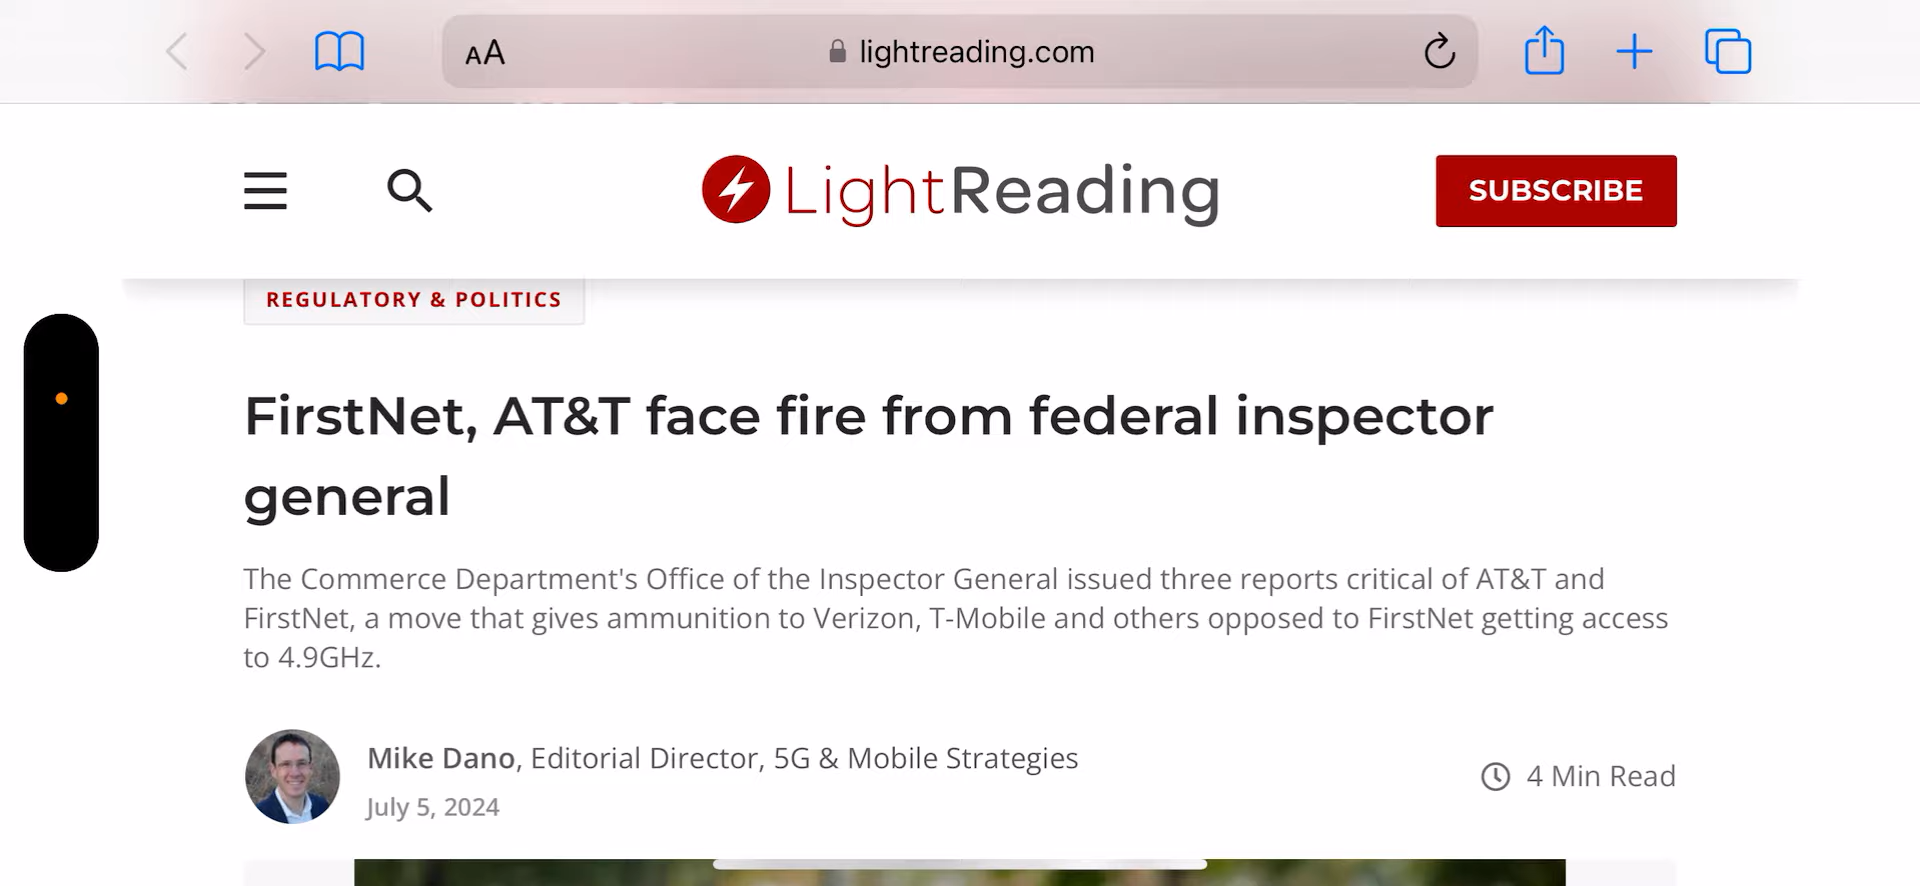 AA
lightreading.com
LightReading
SUBSCRIBE
REGULATORY & POLITICS
FirstNet, AT&T face fire from federal inspector
general
The Commerce Department's Office of the Inspector General issued three reports critical of AT&T and
FirstNet, a move that gives ammunition to Verizon, T-Mobile and others opposed to FirstNet getting access
to 4.9GHz.
Mike Dano, Editorial Director, 5G & Mobile Strategies
July 5, 2024
4 Min Read